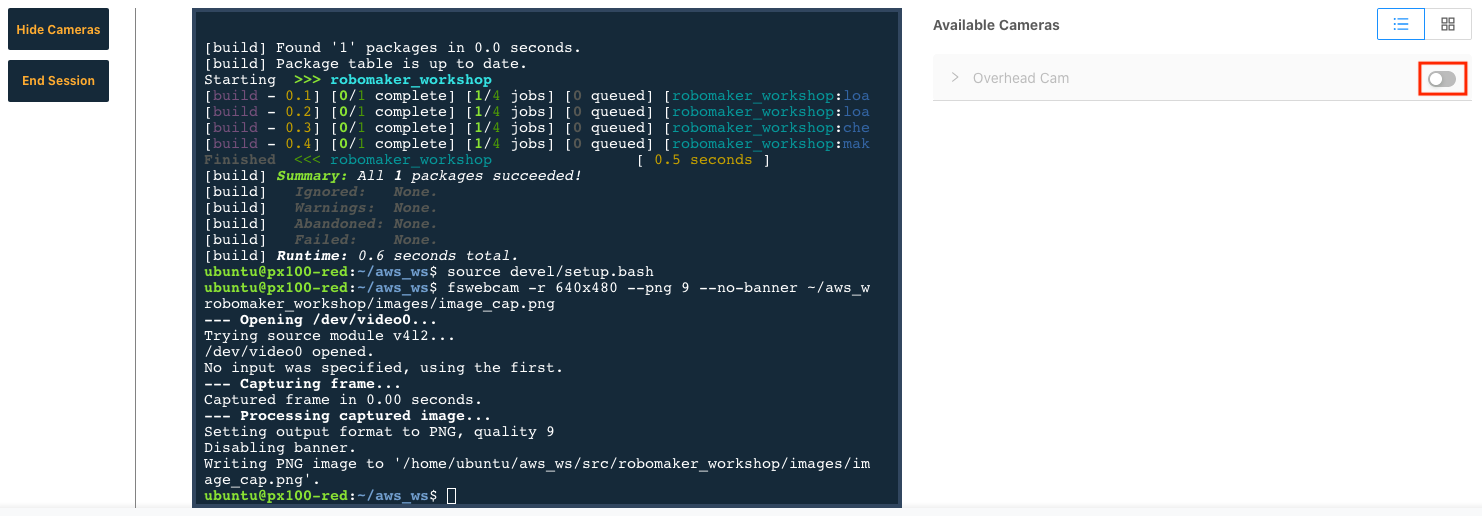 Hide Cameras
End Session
[build] Found '1' packages in 0.0 seconds.
[build] Package table is up to date.
Starting  >>> robomaker_workshop
[build - 0.1] [0/1 complete] [1/4 jobs] [0 queued] [robomaker_workshop:loa
[build - 0.2] [0/1 complete] [1/4 jobs] [0 queued] [robomaker_workshop:loa
[build - 0.3] [0/1 complete] [1/4 jobs] [0 queued] [robomaker_workshop:che
[build - 0.4] [0/1 complete] [1/4 jobs] [0 queued] [robomaker_workshop:mak
Finished  <<< robomaker_workshop                [ 0.5 seconds ]
[build] Summary: All 1 packages succeeded!
[build]   Ignored:   None.
[build]   Warnings:  None.
[build]   Abandoned: None.
[build]   Failed:    None.
[build] Runtime: 0.6 seconds total.
ubuntu@px100-red:~/aws_ws$ source devel/setup.bash
ubuntu@px100-red:~/aws_ws$ fswebcam -r 640x480 --png 9 --no-banner ~/aws_w
robomaker_workshop/images/image_cap.png
--- Opening /dev/video0...
Trying source module v4l2...
/dev/video0 opened.
No input was specified, using the first.
--- Capturing frame...
Captured frame in 0.00 seconds.
--- Processing captured image...
Setting output format to PNG, quality 9
Disabling banner.
Writing PNG image to '/home/ubuntu/aws_ws/src/robomaker_workshop/images/im
age_cap.png'.
ubuntu@px100-red:~/aws_ws$
Available Cameras
Overhead Cam